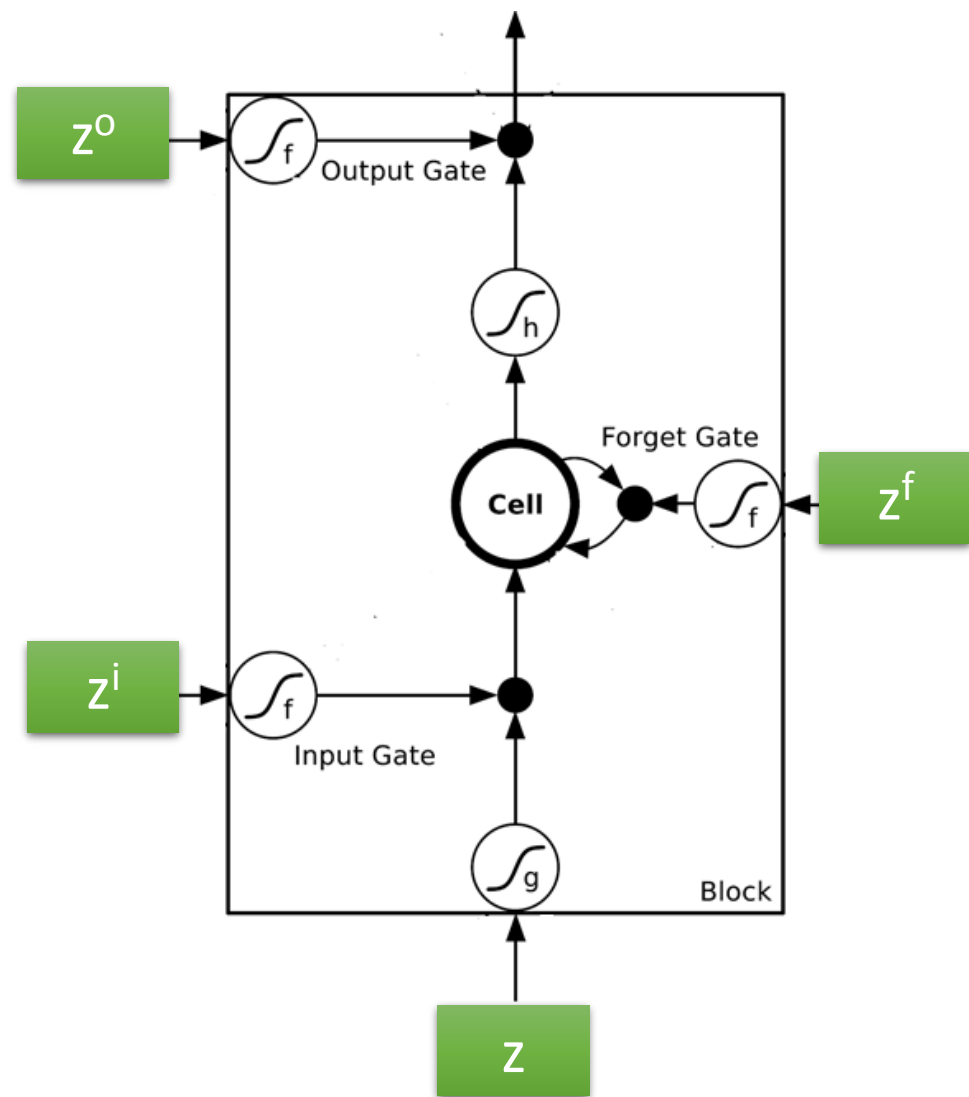 z^o
f
Output Gate
h
Forget Gate
Cell
f
z^f
z^i
f
Input Gate
g
Block
z